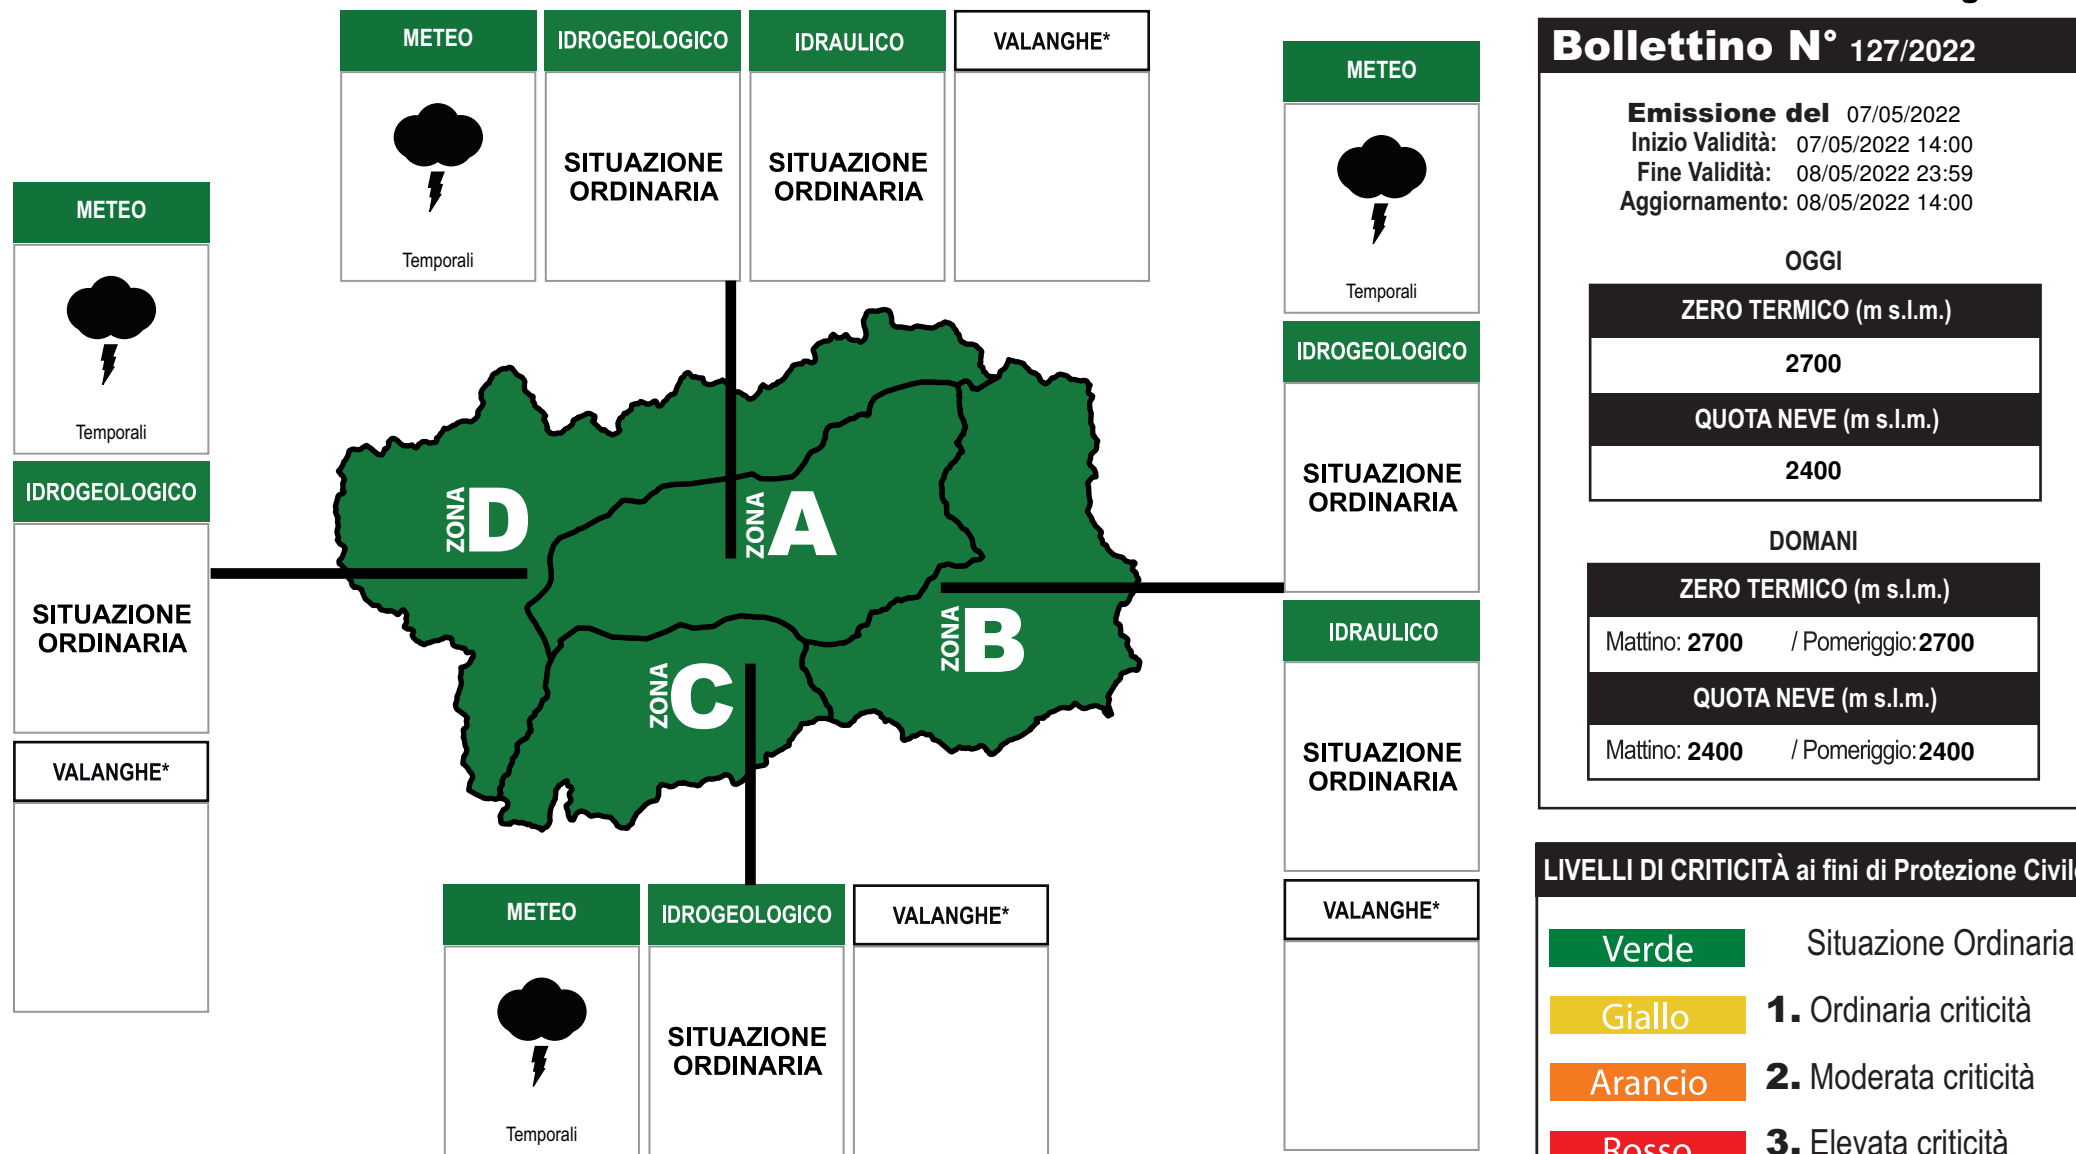 METEO
IDROGEOLOGICO
IDRAULICO
VALANGHE*
Temporali
SITUAZIONE
ORDINARIA
SITUAZIONE
ORDINARIA
METEO
Temporali
IDROGEOLOGICO
SITUAZIONE
ORDINARIA
VALANGHE*
ZONA D
ZONA A
ZONA B
ZONA C
METEO
Temporali
IDROGEOLOGICO
SITUAZIONE
ORDINARIA
IDRAULICO
SITUAZIONE
ORDINARIA
VALANGHE*
METEO
IDROGEOLOGICO
VALANGHE*
Temporali
SITUAZIONE
ORDINARIA
Bollettino N° 127/2022
Emissione del 07/05/2022
Inizio Validità: 07/05/2022 14:00
Fine Validità: 08/05/2022 23:59
Aggiornamento: 08/05/2022 14:00
OGGI
ZERO TERMICO (m s.l.m.)
2700
QUOTA NEVE (m s.l.m.)
2400
DOMANI
ZERO TERMICO (m s.l.m.)
Mattino: 2700 / Pomeriggio: 2700
QUOTA NEVE (m s.l.m.)
Mattino: 2400 / Pomeriggio: 2400
LIVELLI DI CRITICITÀ ai fini di Protezione Civile
Verde Situazione Ordinaria
Giallo 1. Ordinaria criticità
Arancio 2. Moderata criticità
Rosso 3. Elevata criticità